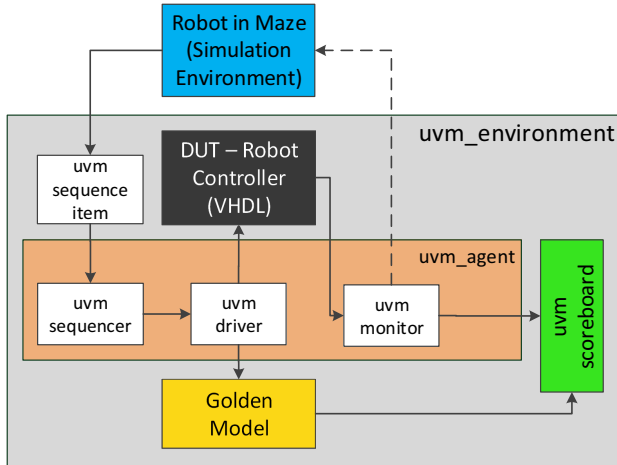 Robot in Maze
(Simulation
Environment)
uvm_environment
DUT – Robot
Controller
(VHDL)
uvm
sequence
item
uvm_agent
uvm
sequencer
uvm
driver
uvm
monitor
uvm
scoreboard
Golden
Model